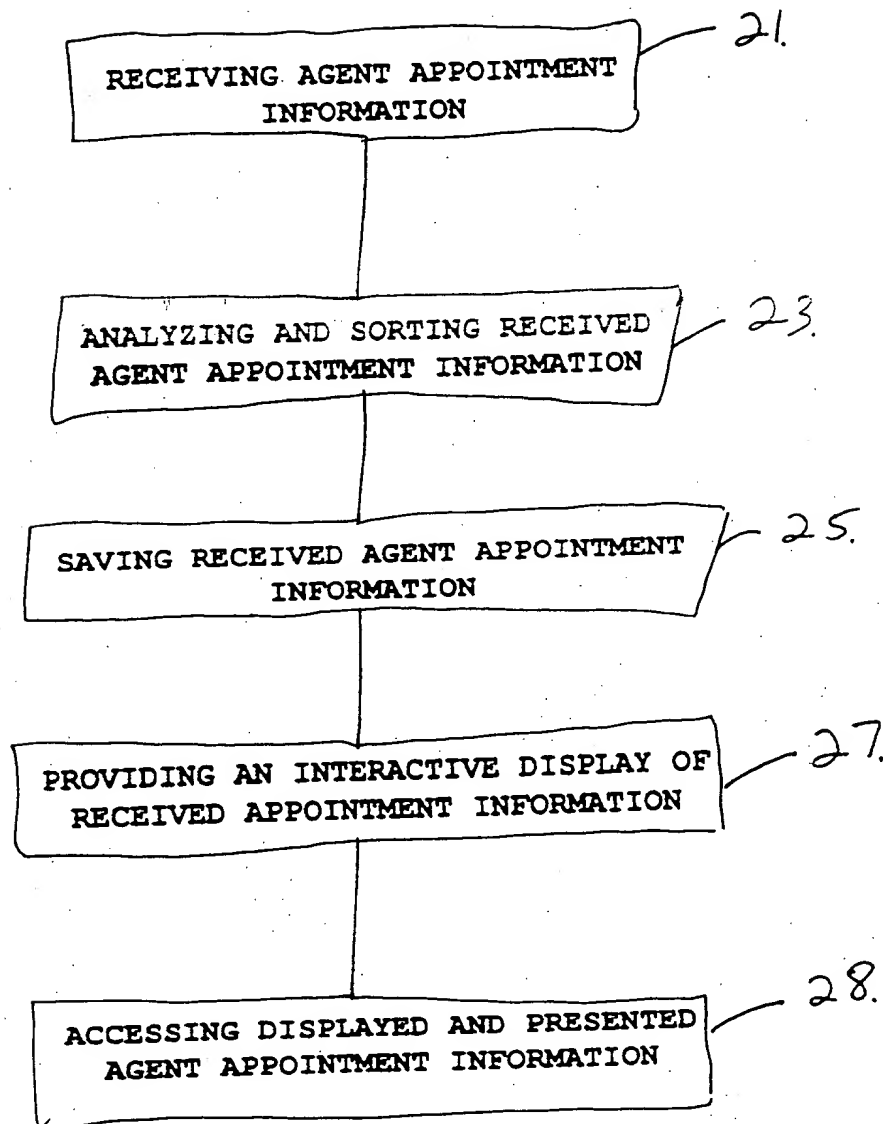 21.
RECEIVING AGENT APPOINTMENT
INFORMATION
23.
ANALYZING AND SORTING RECEIVED
AGENT APPOINTMENT INFORMATION
25.
SAVING RECEIVED AGENT APPOINTMENT
INFORMATION
27.
PROVIDING AN INTERACTIVE DISPLAY OF
RECEIVED APPOINTMENT INFORMATION
28.
ACCESSING DISPLAYED AND PRESENTED
AGENT APPOINTMENT INFORMATION